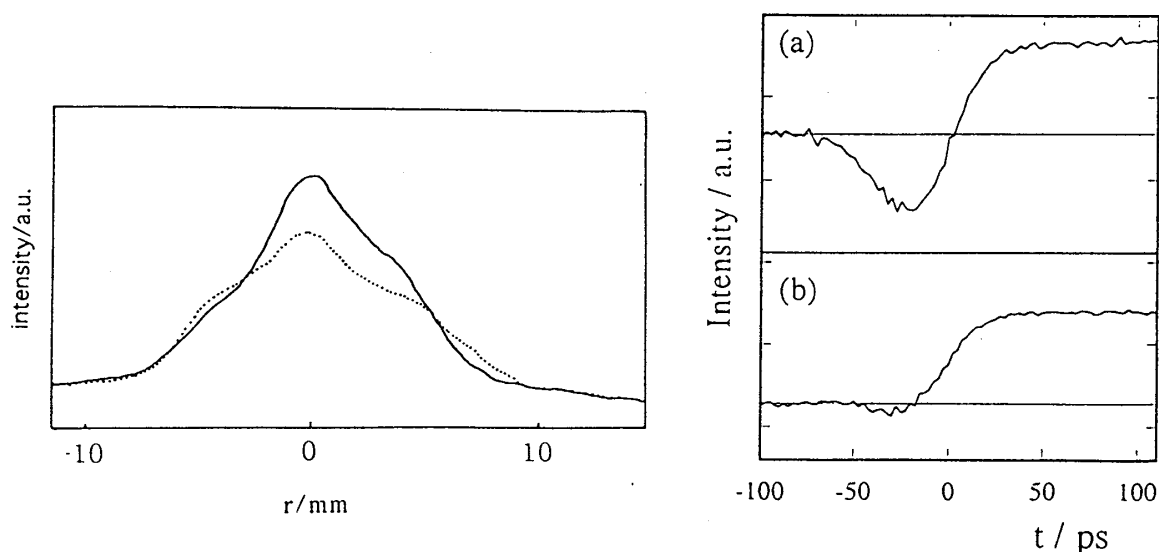 intensity/a.u.
-10 0 10
r/mm
Intensity / a.u.
(a)
(b)
-100 -50 0 50 100
t / ps